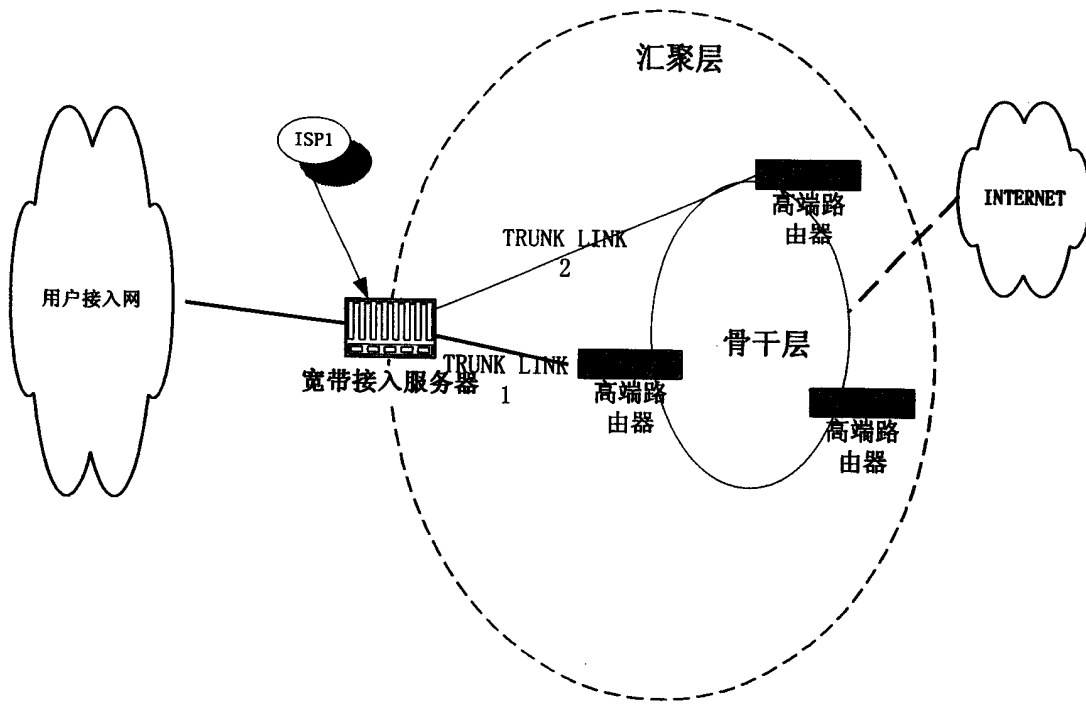 汇聚层
ISP1
INTERNET
高端路
由器
TRUNK LINK
2
用户接入网
骨干层
TRUNK LINK
1
宽带接入服务器
高端路
由器
高端路
由器